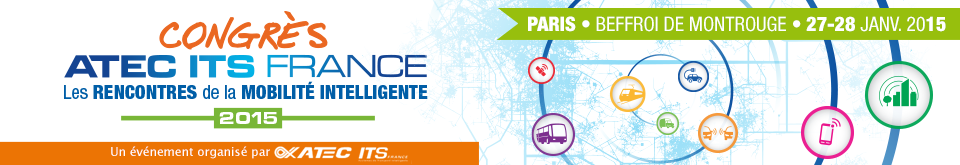 CONGRÈS
ATEC ITS FRANCE
Les RENCONTRES de la MOBILITÉ INTELLIGENTE
2015
Un événement organisé par ATEC ITS FRANCE
PARIS • BEFFROI DE MONTROUGE • 27-28 JANV. 2015